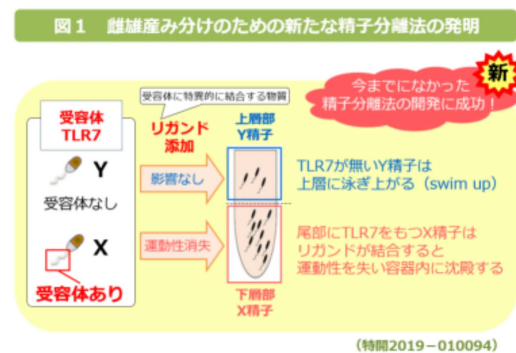 図1 雌雄産み分けのための新たな精子分離法の発明
新
今までになかった
精子分離法の開発に成功！
受容体に特異的に結合する物質
受容体
TLR7
リガンド
添加
上層部
Y精子
Y
受容体なし
影響なし
TLR7が無いY精子は
上層に泳ぎ上がる（swim up）
X
受容体あり
運動性消失
尾部にTLR7をもつX精子は
リガンドが結合すると
運動性を失い容器内に沈殿する
下層部
X精子
（特開2019－010094）